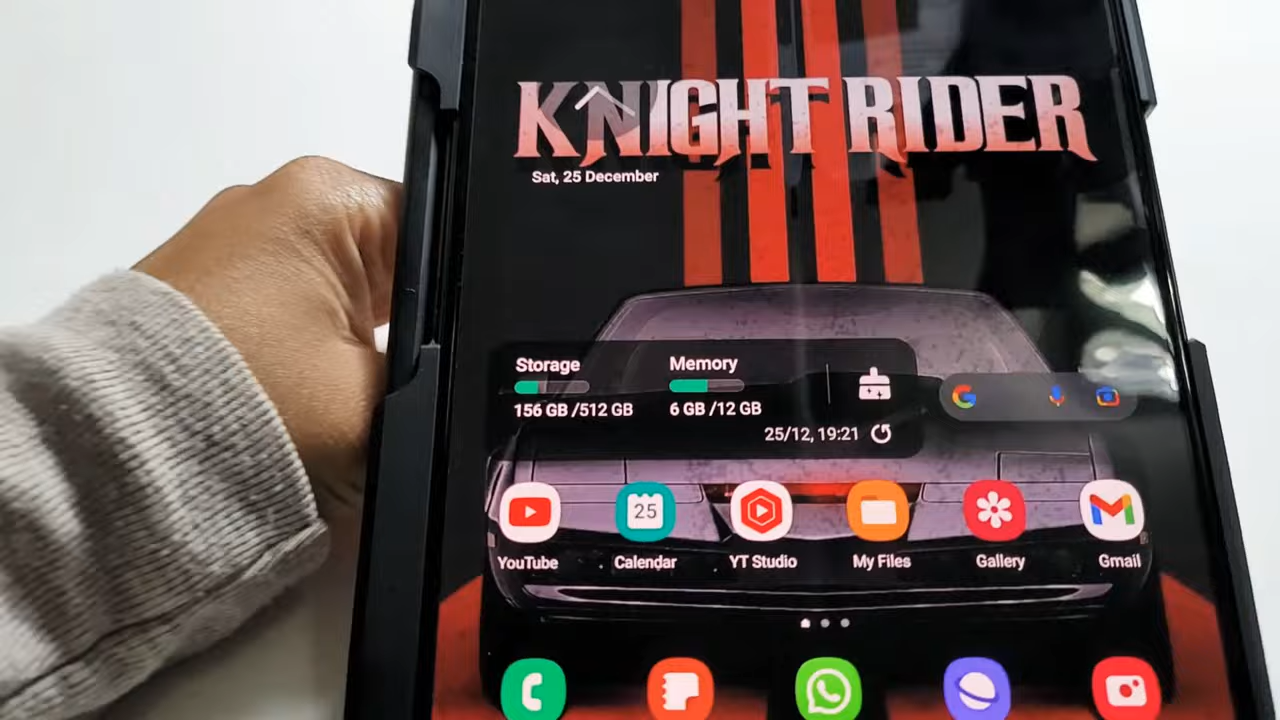 KNIGHT RIDER
Sat, 25 December
Storage
Memory
156 GB /512 GB
6 GB /12 GB
25/12, 19:21
25
YouTube
Calendar
YT Studio
My Files
Gallery
Gmail